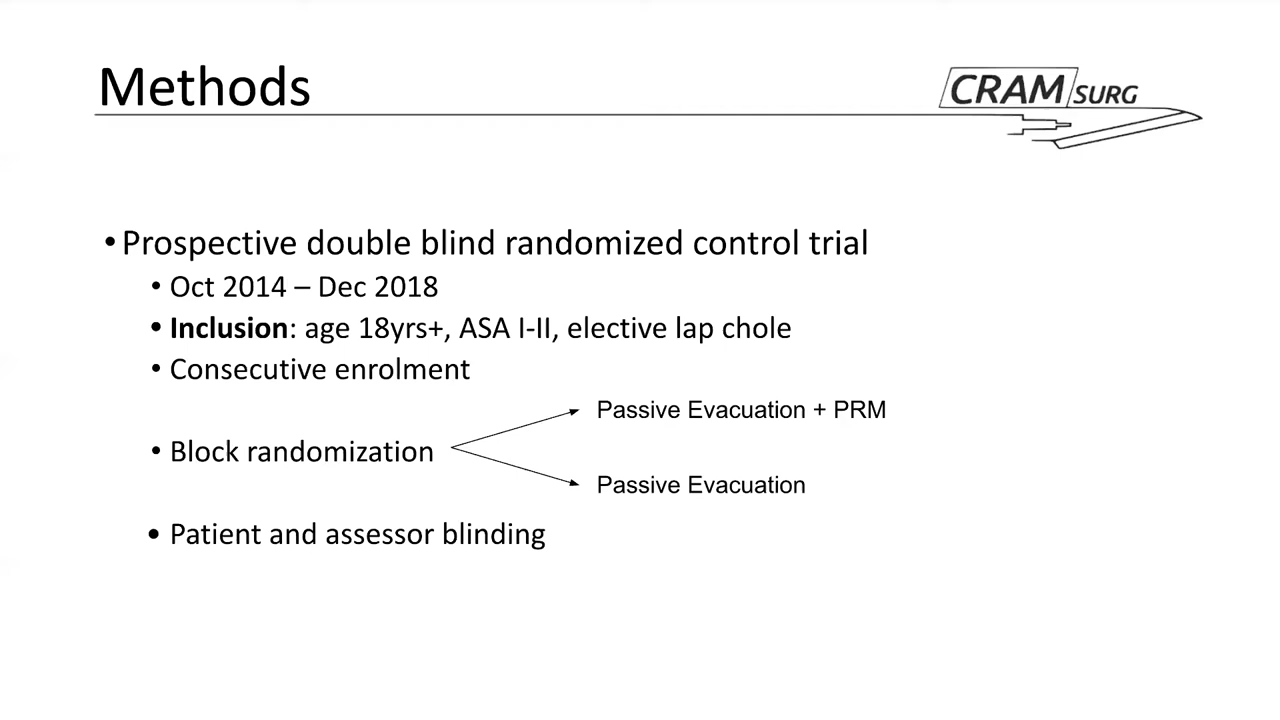 Methods
CRAM SURG
• Prospective double blind randomized control trial
• Oct 2014 – Dec 2018
• Inclusion: age 18yrs+, ASA I-II, elective lap chole
• Consecutive enrolment
Passive Evacuation + PRM
• Block randomization
Passive Evacuation
• Patient and assessor blinding